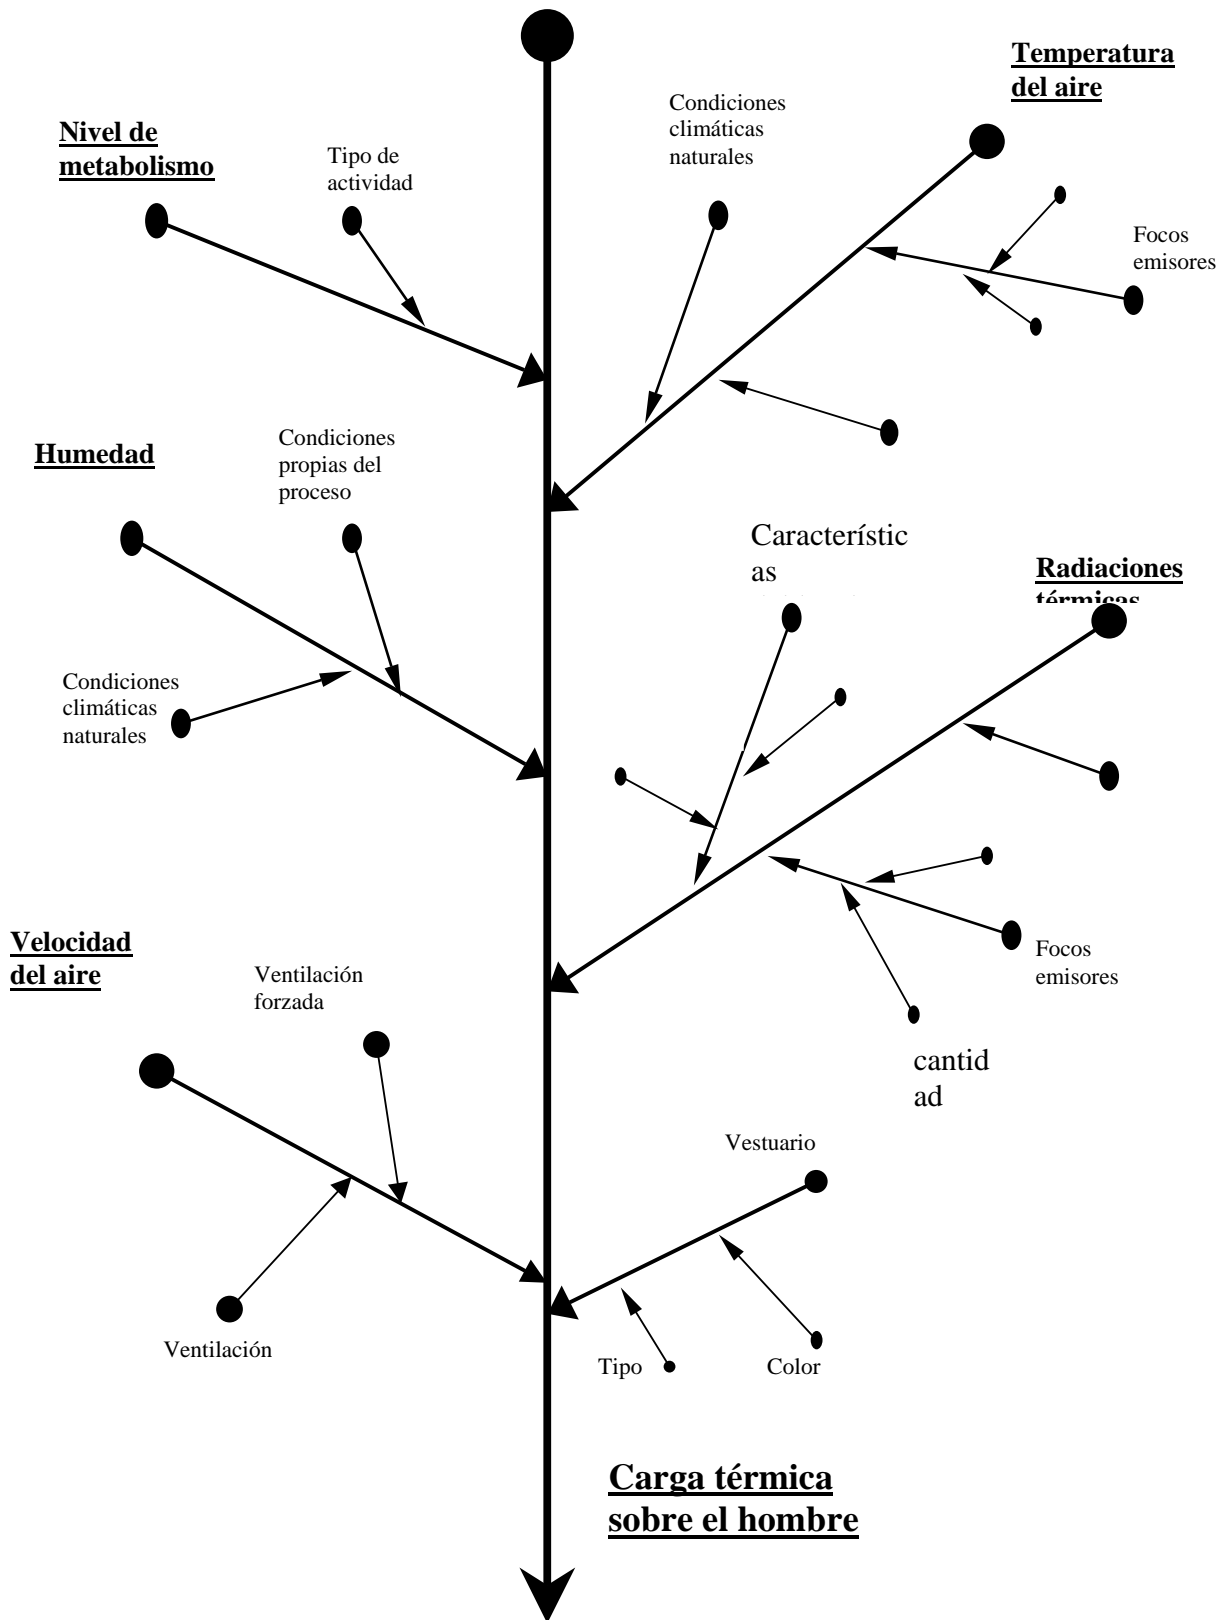 Temperatura
del aire
Condiciones
climáticas
naturales
Nivel de
metabolismo
Tipo de
actividad
Focos
emisores
Humedad
Condiciones
propias del
proceso
Característic
as
Radiaciones
térmicas
Condiciones
climáticas
naturales
Velocidad
del aire
Ventilación
forzada
Focos
emisores
cantid
ad
Vestuario
Ventilación
Tipo
Color
Carga térmica
sobre el hombre